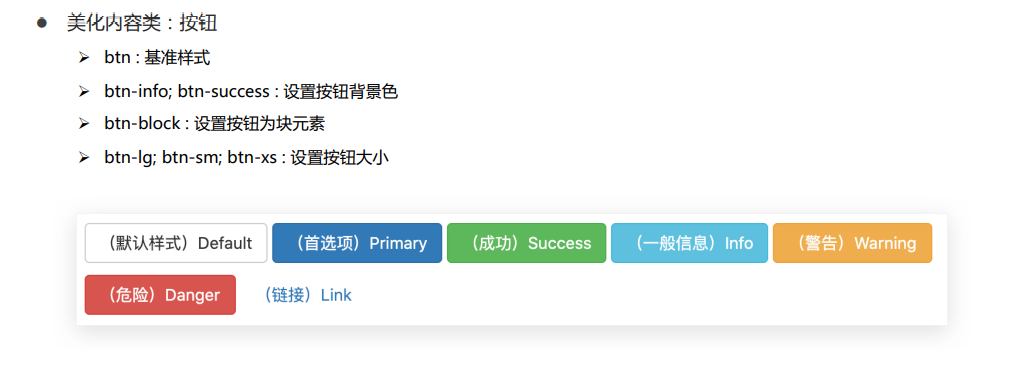 ● 美化内容类：按钮
➢ btn : 基准样式
➢ btn-info; btn-success : 设置按钮背景色
➢ btn-block : 设置按钮为块元素
➢ btn-lg; btn-sm; btn-xs : 设置按钮大小
（默认样式）Default （首选项）Primary （成功）Success （一般信息）Info （警告）Warning
（危险）Danger （链接）Link